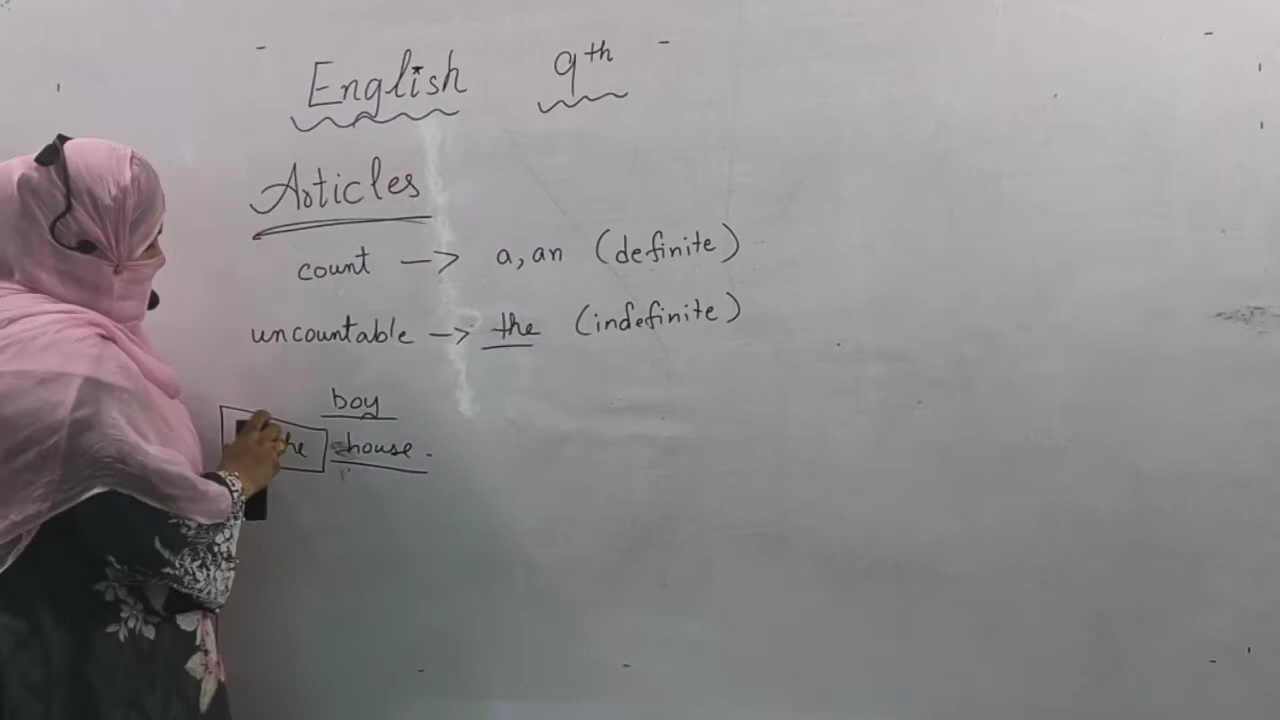 English 9th
Articles
count → a, an (definite)
uncountable → the (indefinite)
boy
house.